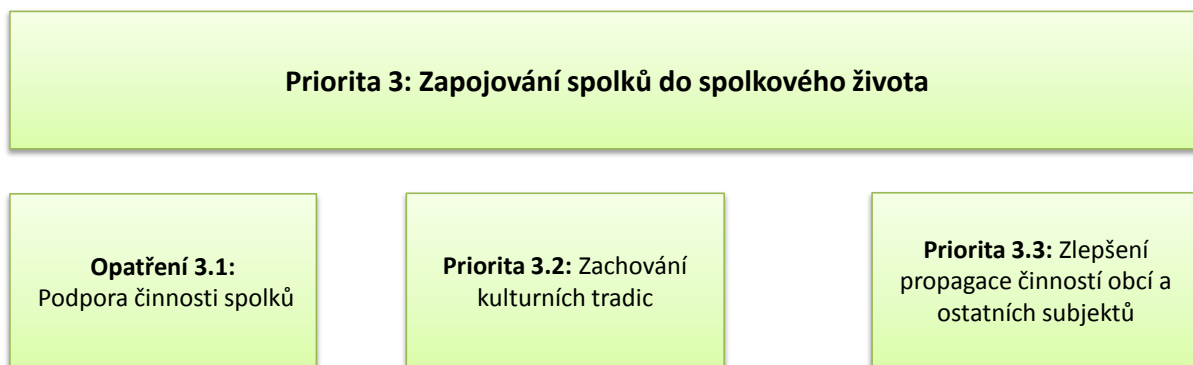 Priorita 3: Zapojování spolků do spolkového života
Opatření 3.1:
Podpora činnosti spolků
Priorita 3.2: Zachování
kulturních tradic
Priorita 3.3: Zlepšení
propagace činností obcí a
ostatních subjektů